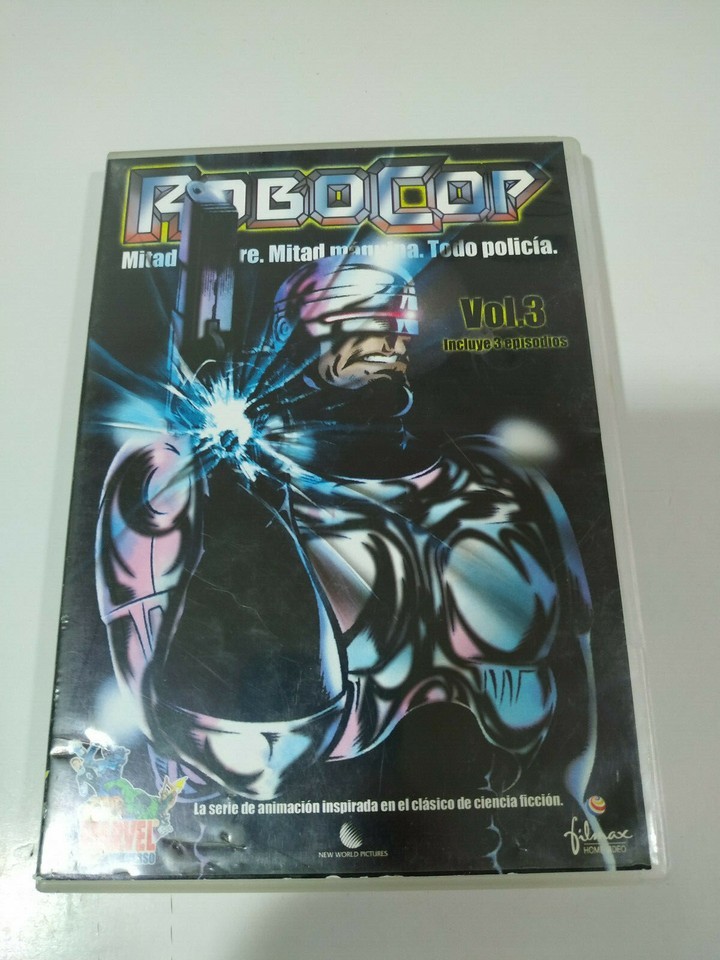 ROBOCOP
Mitad re. Mitad máquina. Todo policía.
Vol.3
Incluye 3 episodios
MARVEL
La serie de animación inspirada en el clásico de ciencia ficción.
NEW WORLD PICTURES
filmax
HOME VIDEO